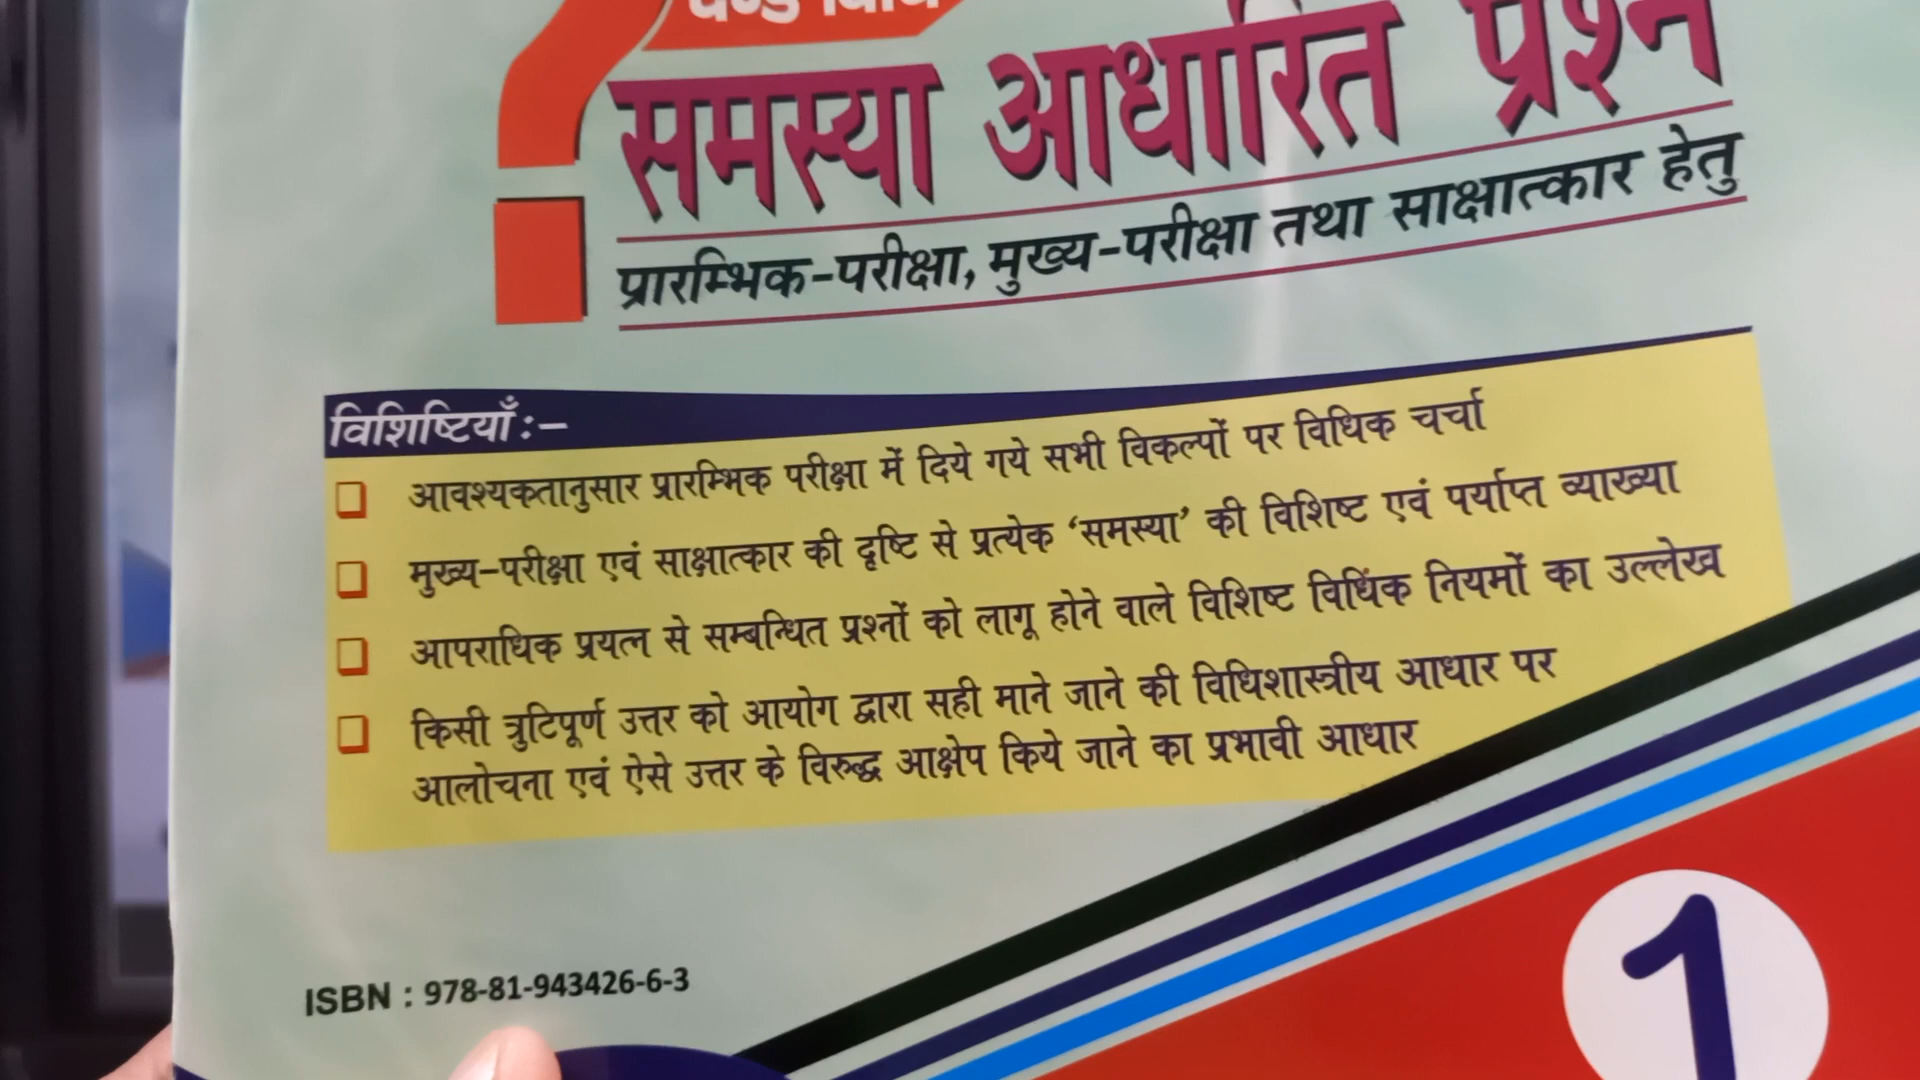 समस्या आधारित प्रश्न
प्रारम्भिक-परीक्षा, मुख्य-परीक्षा तथा साक्षात्कार हेतु
विशिष्टियाँ :–
आवश्यकतानुसार प्रारम्भिक परीक्षा में दिये गये सभी विकल्पों पर विधिक चर्चा
मुख्य-परीक्षा एवं साक्षात्कार की दृष्टि से प्रत्येक ‘समस्या’ की विशिष्ट एवं पर्याप्त व्याख्या
आपराधिक प्रयत्न से सम्बन्धित प्रश्नों को लागू होने वाले विशिष्ट विधिक नियमों का उल्लेख
किसी त्रुटिपूर्ण उत्तर को आयोग द्वारा सही माने जाने की विधिशास्त्रीय आधार पर
आलोचना एवं ऐसे उत्तर के विरुद्ध आक्षेप किये जाने का प्रभावी आधार
ISBN : 978-81-943426-6-3
1